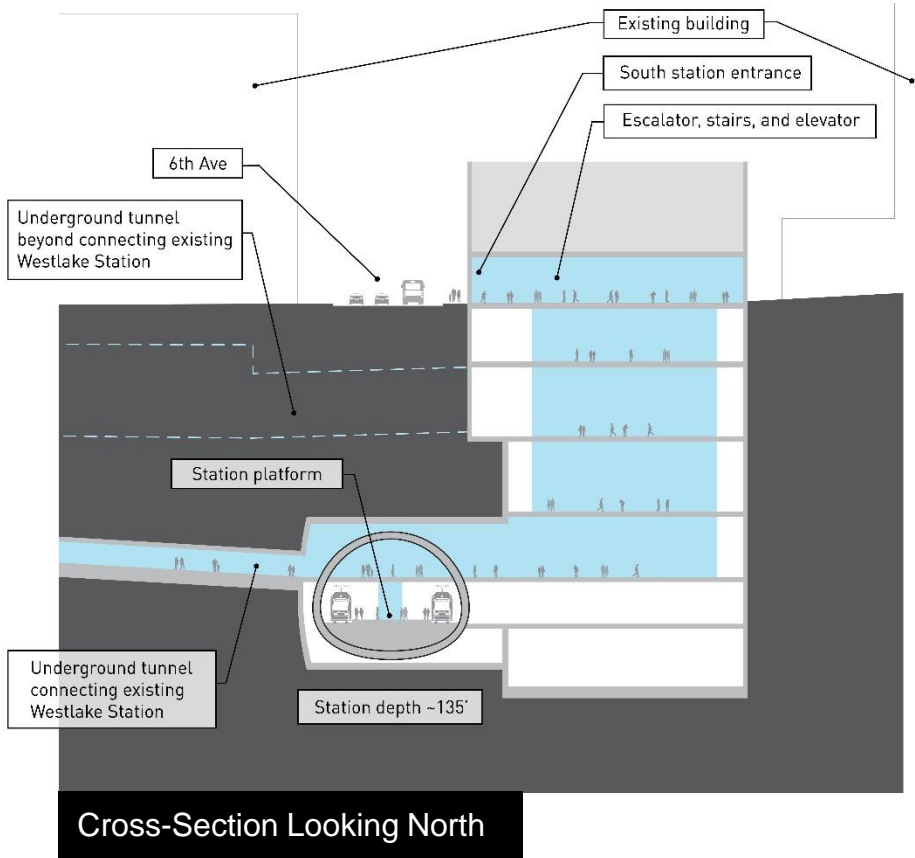 Existing building
South station entrance
Escalator, stairs, and elevator
6th Ave
Underground tunnel
beyond connecting existing
Westlake Station
Station platform
Underground tunnel
connecting existing
Westlake Station
Station depth ~135'
Cross-Section Looking North